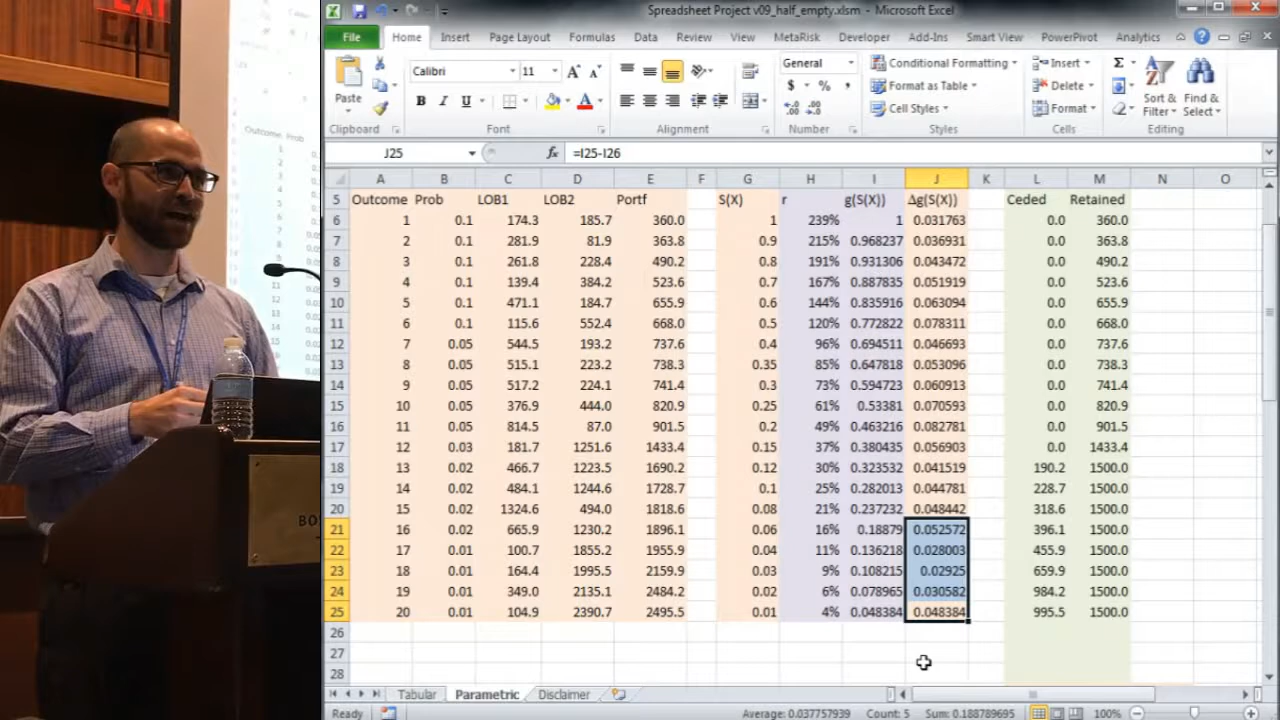 EXIT
Outcome Prob
BOS
Spreadsheet Project v09_half_empty.xlsm - Microsoft Excel
File Home Insert Page Layout Formulas Data Review View MetaRisk Developer Add-Ins Smart View PowerPivot Analytics
Calibri 11 General Conditional Formatting Insert Σ
Paste $ % , Format as Table Delete Sort & Find &
B I U A Cell Styles Format Filter Select
Clipboard Font Alignment Number Styles Cells Editing
J25 fx =I25-I26
A B C D E F G H I J K L M N O
5 Outcome Prob LOB1 LOB2 Portf S(X) r g(S(X)) Δg(S(X)) Ceded Retained
6 1 0.1 174.3 185.7 360.0 1 239% 1 0.031763 0.0 360.0
7 2 0.1 281.9 81.9 363.8 0.9 215% 0.968237 0.036931 0.0 363.8
8 3 0.1 261.8 228.4 490.2 0.8 191% 0.931306 0.043472 0.0 490.2
9 4 0.1 139.4 384.2 523.6 0.7 167% 0.887835 0.051919 0.0 523.6
10 5 0.1 471.1 184.7 655.9 0.6 144% 0.835916 0.063094 0.0 655.9
11 6 0.1 115.6 552.4 668.0 0.5 120% 0.772822 0.078311 0.0 668.0
12 7 0.05 544.5 193.2 737.6 0.4 96% 0.694511 0.046693 0.0 737.6
13 8 0.05 515.1 223.2 738.3 0.35 85% 0.647818 0.053096 0.0 738.3
14 9 0.05 517.2 224.1 741.4 0.3 73% 0.594723 0.060913 0.0 741.4
15 10 0.05 376.9 444.0 820.9 0.25 61% 0.53381 0.070593 0.0 820.9
16 11 0.05 814.5 87.0 901.5 0.2 49% 0.463216 0.082781 0.0 901.5
17 12 0.03 181.7 1251.6 1433.4 0.15 37% 0.380435 0.056903 0.0 1433.4
18 13 0.02 466.7 1223.5 1690.2 0.12 30% 0.323532 0.041519 190.2 1500.0
19 14 0.02 484.1 1244.6 1728.7 0.1 25% 0.282013 0.044781 228.7 1500.0
20 15 0.02 1324.6 494.0 1818.6 0.08 21% 0.237232 0.048442 318.6 1500.0
21 16 0.02 665.9 1230.2 1896.1 0.06 16% 0.18879 0.052572 396.1 1500.0
22 17 0.01 100.7 1855.2 1955.9 0.04 11% 0.136218 0.028003 455.9 1500.0
23 18 0.01 164.4 1995.5 2159.9 0.03 9% 0.108215 0.02925 659.9 1500.0
24 19 0.01 349.0 2135.1 2484.2 0.02 6% 0.078965 0.030582 984.2 1500.0
25 20 0.01 104.9 2390.7 2495.5 0.01 4% 0.048384 0.048384 995.5 1500.0
26
27
28
Tabular Parametric Disclaimer
Ready Average: 0.037757939 Count: 5 Sum: 0.188789695 100%